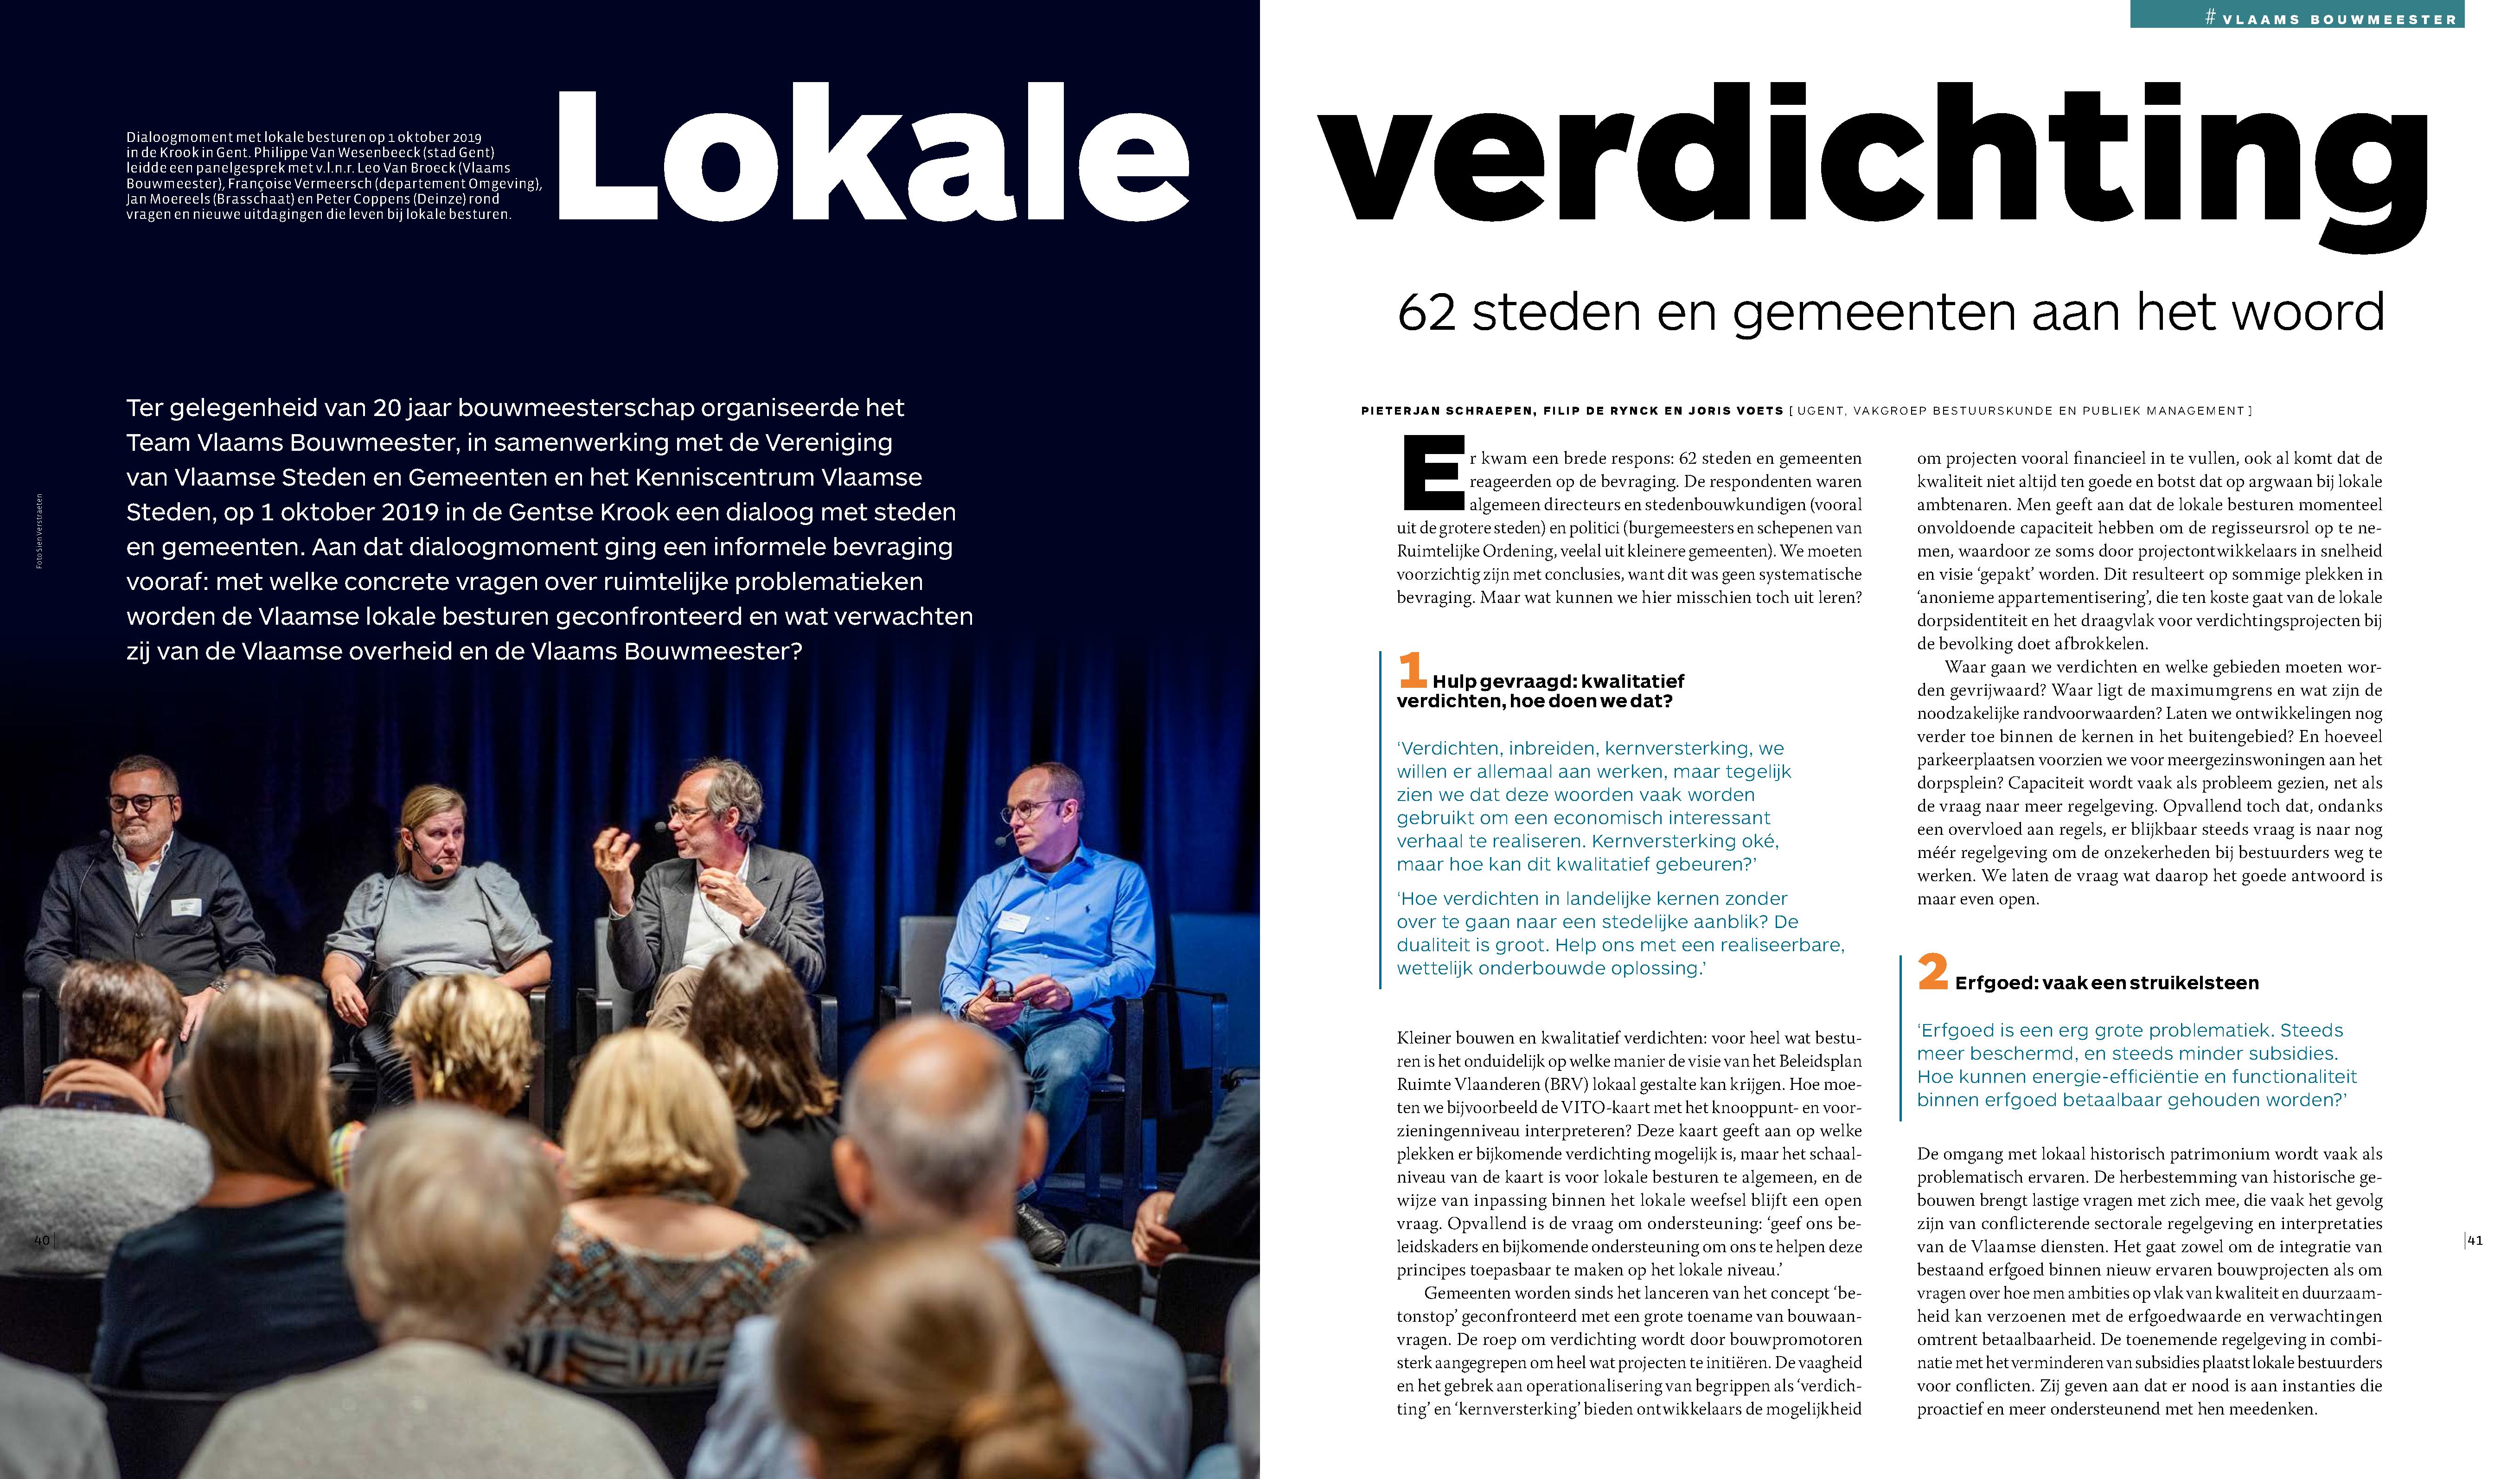 # VLAAMS BOUWMEESTER
Lokale verdichting
Dialoogmoment met lokale besturen op 1 oktober 2019
in de Krook in Gent. Philippe Van Wesenbeeck (stad Gent)
leidde een panelgesprek met v.l.n.r. Leo Van Broeck (Vlaams
Bouwmeester), Françoise Vermeersch (departement Omgeving),
Jan Moereels (Brasschaat) en Peter Coppens (Deinze) rond
vragen en nieuwe uitdagingen die leven bij lokale besturen.
62 steden en gemeenten aan het woord
Ter gelegenheid van 20 jaar bouwmeesterschap organiseerde het
Team Vlaams Bouwmeester, in samenwerking met de Vereniging
van Vlaamse Steden en Gemeenten en het Kenniscentrum Vlaamse
Steden, op 1 oktober 2019 in de Gentse Krook een dialoog met steden
en gemeenten. Aan dat dialoogmoment ging een informele bevraging
vooraf: met welke concrete vragen over ruimtelijke problematieken
worden de Vlaamse lokale besturen geconfronteerd en wat verwachten
zij van de Vlaamse overheid en de Vlaams Bouwmeester?
Foto Sien Verstraeten
40
PIETERJAN SCHRAEPEN, FILIP DE RYNCK EN JORIS VOETS [ UGENT, VAKGROEP BESTUURSKUNDE EN PUBLIEK MANAGEMENT ]
Er kwam een brede respons: 62 steden en gemeenten
reageerden op de bevraging. De respondenten waren
algemeen directeurs en stedenbouwkundigen (vooral
uit de grotere steden) en politici (burgemeesters en schepenen van
Ruimtelijke Ordening, veelal uit kleinere gemeenten). We moeten
voorzichtig zijn met conclusies, want dit was geen systematische
bevraging. Maar wat kunnen we hier misschien toch uit leren?
1 Hulp gevraagd: kwalitatief
verdichten, hoe doen we dat?
‘Verdichten, inbreiden, kernversterking, we
willen er allemaal aan werken, maar tegelijk
zien we dat deze woorden vaak worden
gebruikt om een economisch interessant
verhaal te realiseren. Kernversterking oké,
maar hoe kan dit kwalitatief gebeuren?’
‘Hoe verdichten in landelijke kernen zonder
over te gaan naar een stedelijke aanblik? De
dualiteit is groot. Help ons met een realiseerbare,
wettelijk onderbouwde oplossing.’
Kleiner bouwen en kwalitatief verdichten: voor heel wat bestu-
ren is het onduidelijk op welke manier de visie van het Beleidsplan
Ruimte Vlaanderen (BRV) lokaal gestalte kan krijgen. Hoe moe-
ten we bijvoorbeeld de VITO-kaart met het knooppunt- en voor-
zieningenniveau interpreteren? Deze kaart geeft aan op welke
plekken er bijkomende verdichting mogelijk is, maar het schaal-
niveau van de kaart is voor lokale besturen te algemeen, en de
wijze van inpassing binnen het lokale weefsel blijft een open
vraag. Opvallend is de vraag om ondersteuning: ‘geef ons be-
leidskaders en bijkomende ondersteuning om ons te helpen deze
principes toepasbaar te maken op het lokale niveau.’
Gemeenten worden sinds het lanceren van het concept ‘be-
tonstop’ geconfronteerd met een grote toename van bouwaan-
vragen. De roep om verdichting wordt door bouwpromotoren
sterk aangegrepen om heel wat projecten te initiëren. De vaagheid
en het gebrek aan operationalisering van begrippen als ‘verdich-
ting’ en ‘kernversterking’ bieden ontwikkelaars de mogelijkheid
om projecten vooral financieel in te vullen, ook al komt dat de
kwaliteit niet altijd ten goede en botst dat op argwaan bij lokale
ambtenaren. Men geeft aan dat de lokale besturen momenteel
onvoldoende capaciteit hebben om de regisseursrol op te ne-
men, waardoor ze soms door projectontwikkelaars in snelheid
en visie ‘gepakt’ worden. Dit resulteert op sommige plekken in
‘anonieme appartementisering’, die ten koste gaat van de lokale
dorpsidentiteit en het draagvlak voor verdichtingsprojecten bij
de bevolking doet afbrokkelen.
Waar gaan we verdichten en welke gebieden moeten wor-
den gevrijwaard? Waar ligt de maximumgrens en wat zijn de
noodzakelijke randvoorwaarden? Laten we ontwikkelingen nog
verder toe binnen de kernen in het buitengebied? En hoeveel
parkeerplaatsen voorzien we voor meergezinswoningen aan het
dorpsplein? Capaciteit wordt vaak als probleem gezien, net als
de vraag naar meer regelgeving. Opvallend toch dat, ondanks
een overvloed aan regels, er blijkbaar steeds vraag is naar nog
méér regelgeving om de onzekerheden bij bestuurders weg te
werken. We laten de vraag wat daarop het goede antwoord is
maar even open.
2 Erfgoed: vaak een struikelsteen
‘Erfgoed is een erg grote problematiek. Steeds
meer beschermd, en steeds minder subsidies.
Hoe kunnen energie-efficiëntie en functionaliteit
binnen erfgoed betaalbaar gehouden worden?’
De omgang met lokaal historisch patrimonium wordt vaak als
problematisch ervaren. De herbestemming van historische ge-
bouwen brengt lastige vragen met zich mee, die vaak het gevolg
zijn van conflicterende sectorale regelgeving en interpretaties
van de Vlaamse diensten. Het gaat zowel om de integratie van
bestaand erfgoed binnen nieuw ervaren bouwprojecten als om
vragen over hoe men ambities op vlak van kwaliteit en duurzaam-
heid kan verzoenen met de erfgoedwaarde en verwachtingen
omtrent betaalbaarheid. De toenemende regelgeving in combi-
natie met het verminderen van subsidies plaatst lokale bestuurders
voor conflicten. Zij geven aan dat er nood is aan instanties die
proactief en meer ondersteunend met hen meedenken.
41